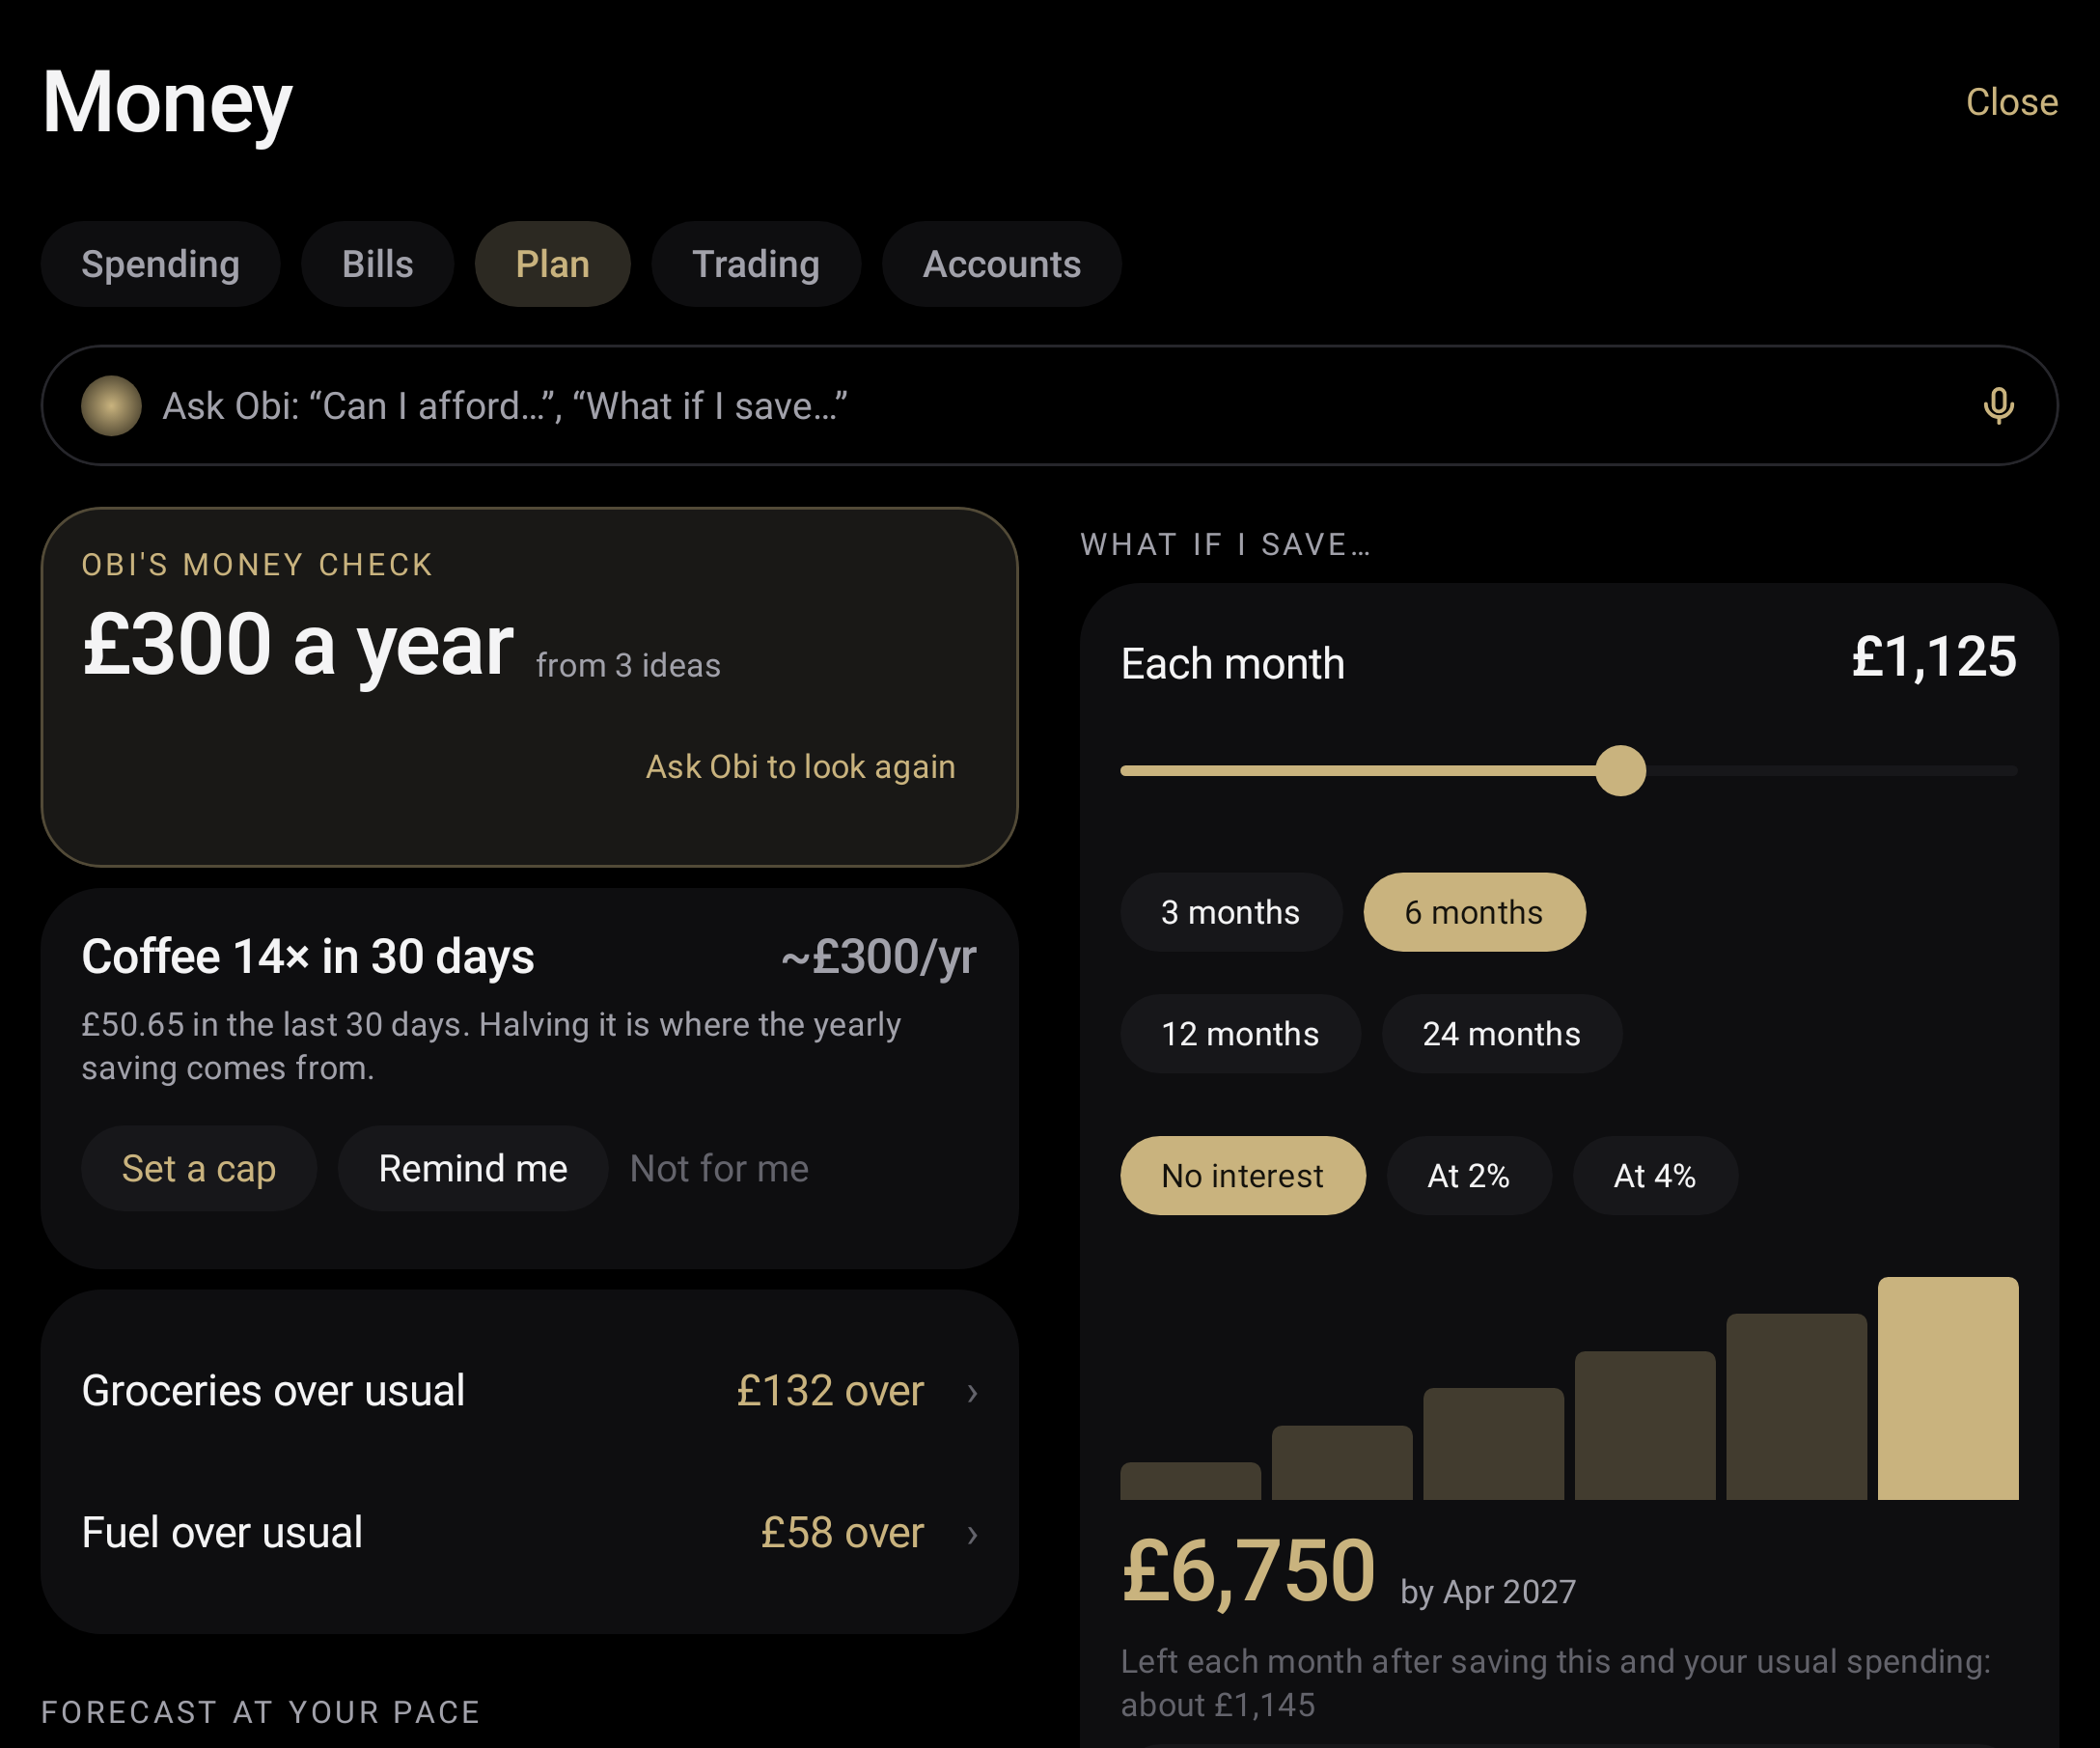 Money
Close
Spending
Bills
Plan
Trading
Accounts
Ask Obi: “Can I afford…”, “What if I save…”
OBI'S MONEY CHECK
£300 a year from 3 ideas
Ask Obi to look again
Coffee 14× in 30 days ~£300/yr
£50.65 in the last 30 days. Halving it is where the yearly
saving comes from.
Set a cap
Remind me
Not for me
Groceries over usual £132 over ›
Fuel over usual £58 over ›
FORECAST AT YOUR PACE
WHAT IF I SAVE…
Each month £1,125
3 months
6 months
12 months
24 months
No interest
At 2%
At 4%
£6,750 by Apr 2027
Left each month after saving this and your usual spending:
about £1,145